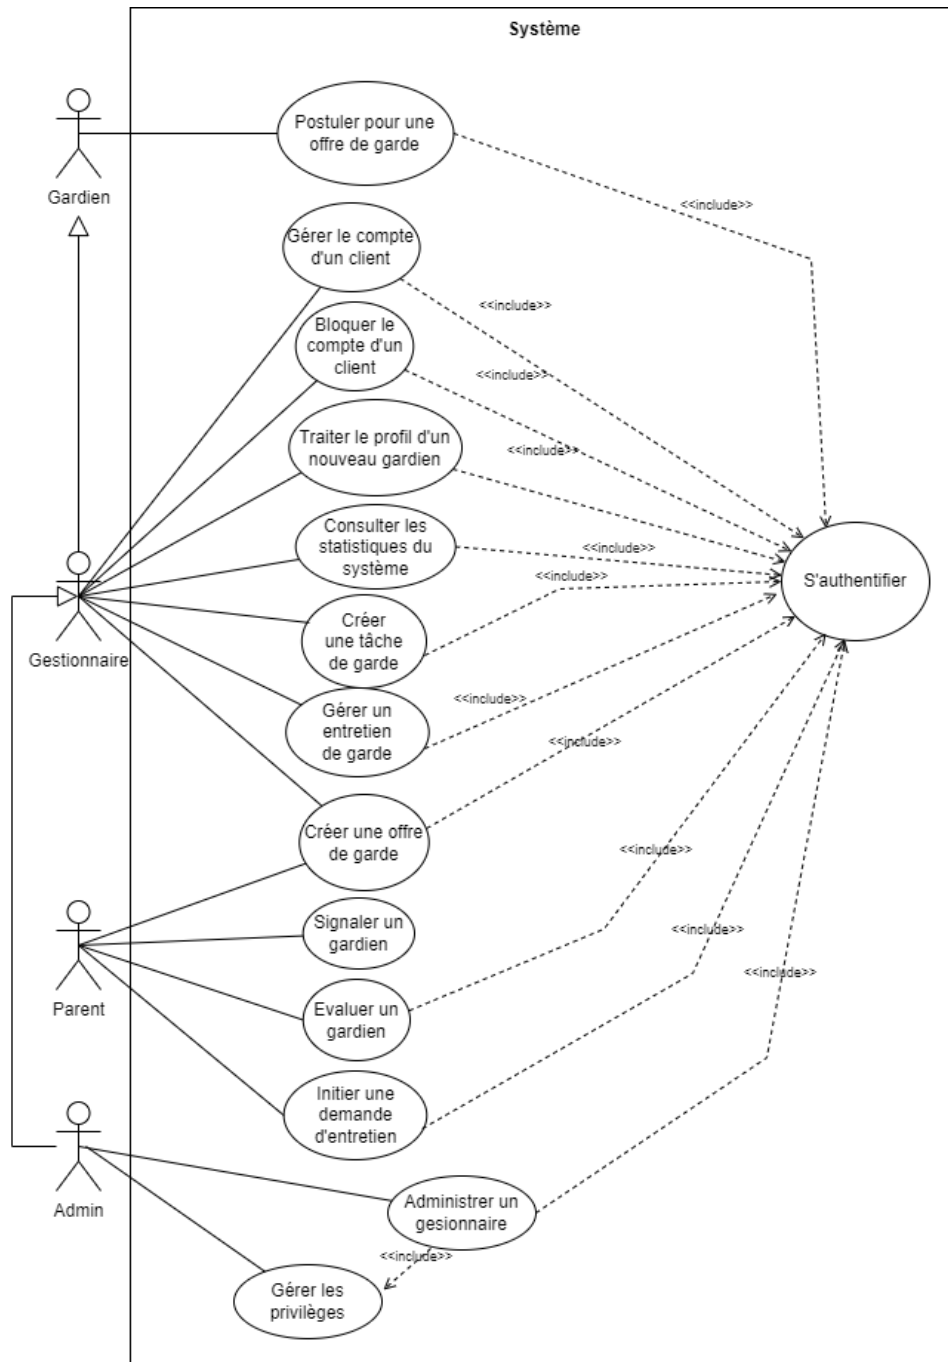 Système
Postuler pour une
offre de garde
Gardien
<<include>>
Gérer le compte
d'un client
<<include>>
Bloquer le
compte d'un
client
<<include>>
Traiter le profil d'un
nouveau gardien
<<include>>
Consulter les
statistiques du
système
<<include>>
<<include>>
S'authentifier
Créer
une tâche
de garde
Gestionnaire
Gérer un
entretien
de garde
<<include>>
<<include>>
Créer une offre
de garde
<<include>>
Signaler un
gardien
<<include>>
Parent
Evaluer un
gardien
<<include>>
Initier une
demande
d'entretien
Admin
Administrer un
gesionnaire
<<include>>
Gérer les
privilèges